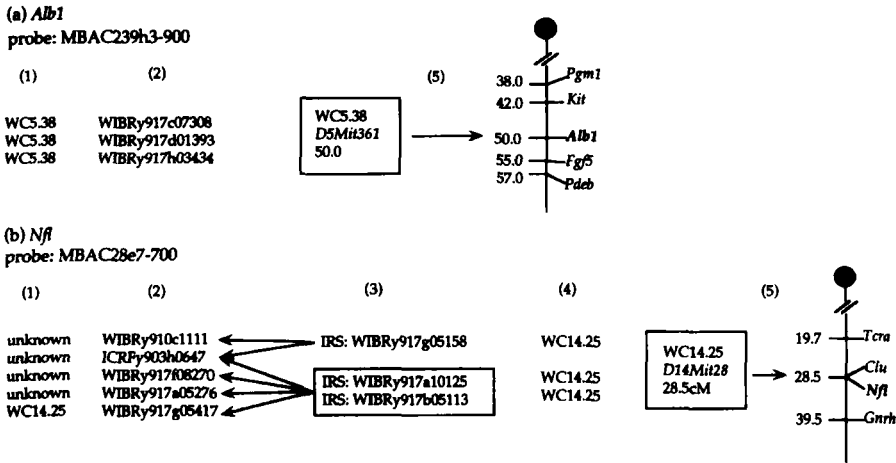 (a) Alb1
probe: MBAC239h3-900
(1) (2) (5)
WC5.38 WIBRy917c07308
WC5.38 WIBRy917d01393
WC5.38 WIBRy917h03434
WC5.38
D5Mit361
50.0
38.0 Pgm1
42.0 Kit
50.0 Alb1
55.0 Fgf5
57.0 Pdeb
(b) Nfl
probe: MBAC28e7-700
(1) (2) (3) (4) (5)
unknown WIBRy910c1111 IRS: WIBRy917g05158 WC14.25
unknown ICRFy903h0647
unknown WIBRy917f08270 IRS: WIBRy917a10125 WC14.25
unknown WIBRy917a05276 IRS: WIBRy917b05113 WC14.25
WC14.25 WIBRy917g05417
WC14.25
D14Mit28
28.5cM
19.7 Tcra
Clu
28.5
Nfl
39.5 Gnrh